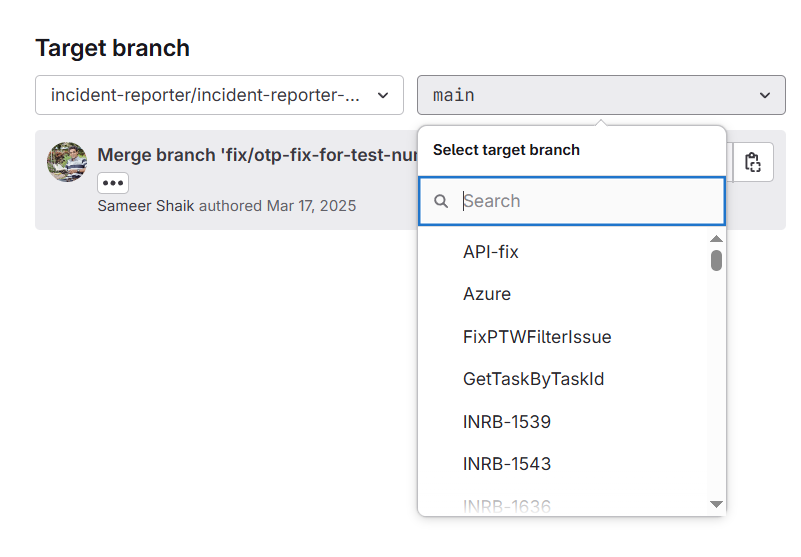 Target branch
incident-reporter/incident-reporter-...
main
Merge branch 'fix/otp-fix-for-test-nur
Sameer Shaik authored Mar 17, 2025
Select target branch
Search
API-fix
Azure
FixPTWFilterIssue
GetTaskByTaskId
INRB-1539
INRB-1543
INRB-1636